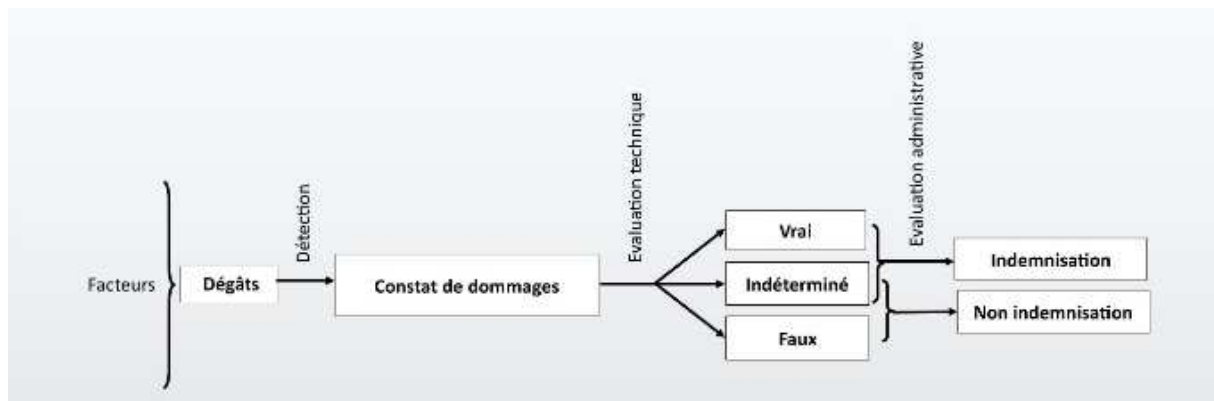 Facteurs
Dégâts
Détection
Constat de dommages
Evaluation technique
Vrai
Indéterminé
Faux
Evaluation administrative
Indemnisation
Non indemnisation